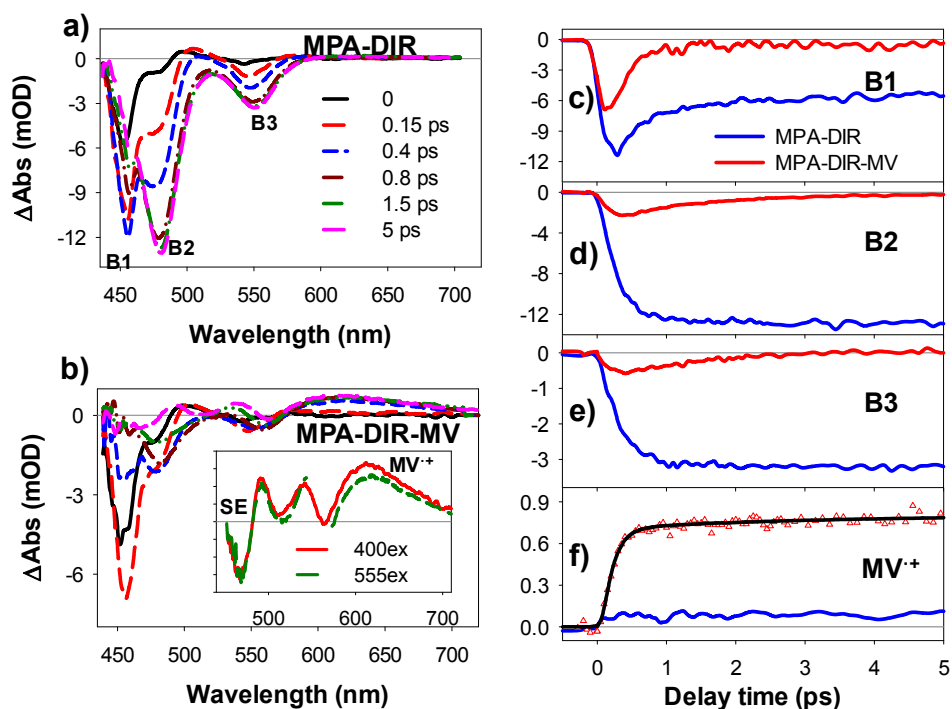 a)
MPA-DIR
0
-3
-6
-9
-12
ΔAbs (mOD)
0
0.15 ps
0.4 ps
0.8 ps
1.5 ps
5 ps
B1
B2
B3
450 500 550 600 650 700
Wavelength (nm)
b)
MPA-DIR-MV
0
-3
-6
ΔAbs (mOD)
MV·+
SE
400ex
555ex
500 600 700
450 500 550 600 650 700
Wavelength (nm)
c)
B1
0
-3
-6
-9
-12
MPA-DIR
MPA-DIR-MV
d)
B2
0
-4
-8
-12
e)
B3
0
-1
-2
-3
f)
MV·+
0.9
0.6
0.3
0.0
0 1 2 3 4 5
Delay time (ps)